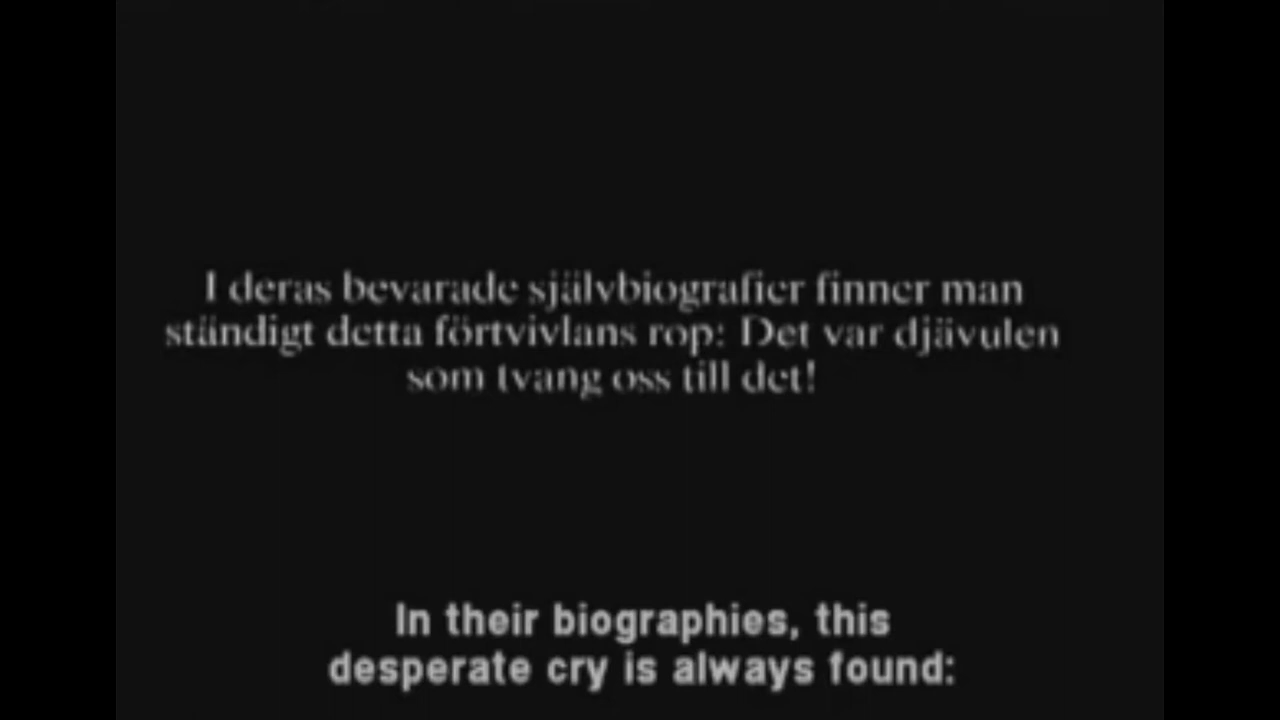 I deras bevarade självbiografier finner man
ständigt detta förtvivlans rop: Det var djävulen
som tvang oss till det!
In their biographies, this
desperate cry is always found: